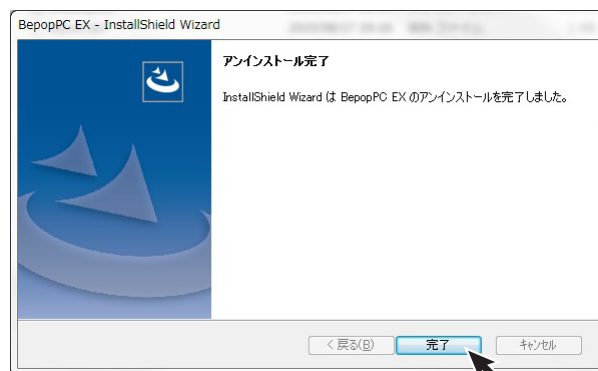 BepopPC EX - InstallShield Wizard
アンインストール完了
InstallShield Wizard は BepopPC EX のアンインストールを完了しました。
< 戻る(B)
完了
キャンセル